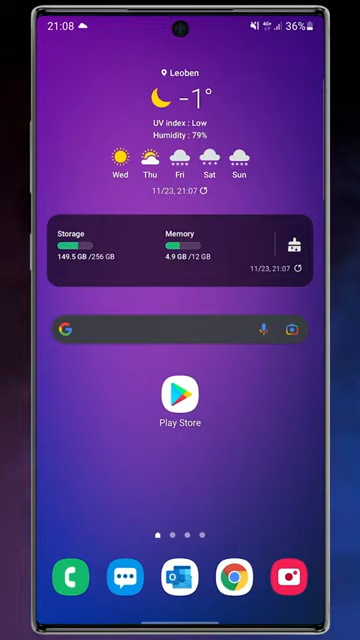 21:08 36%
Leoben
-1°
UV index : Low
Humidity : 79%
Wed Thu Fri Sat Sun
11/23, 21:07
Storage Memory
149.5 GB /256 GB 4.9 GB /12 GB
11/23, 21:07
Play Store